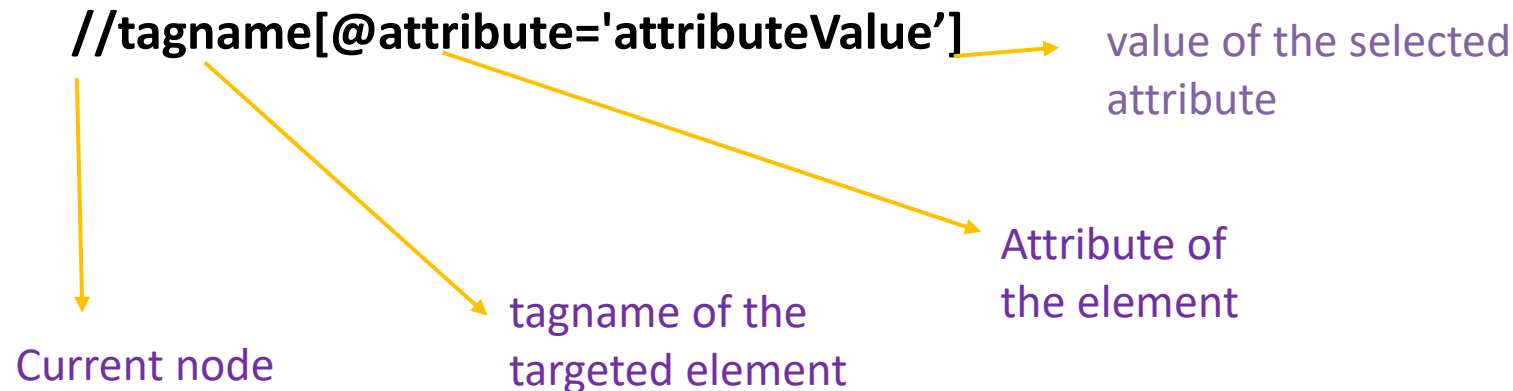 //tagname[@attribute='attributeValue’]
value of the selected
attribute
Attribute of
the element
tagname of the
targeted element
Current node